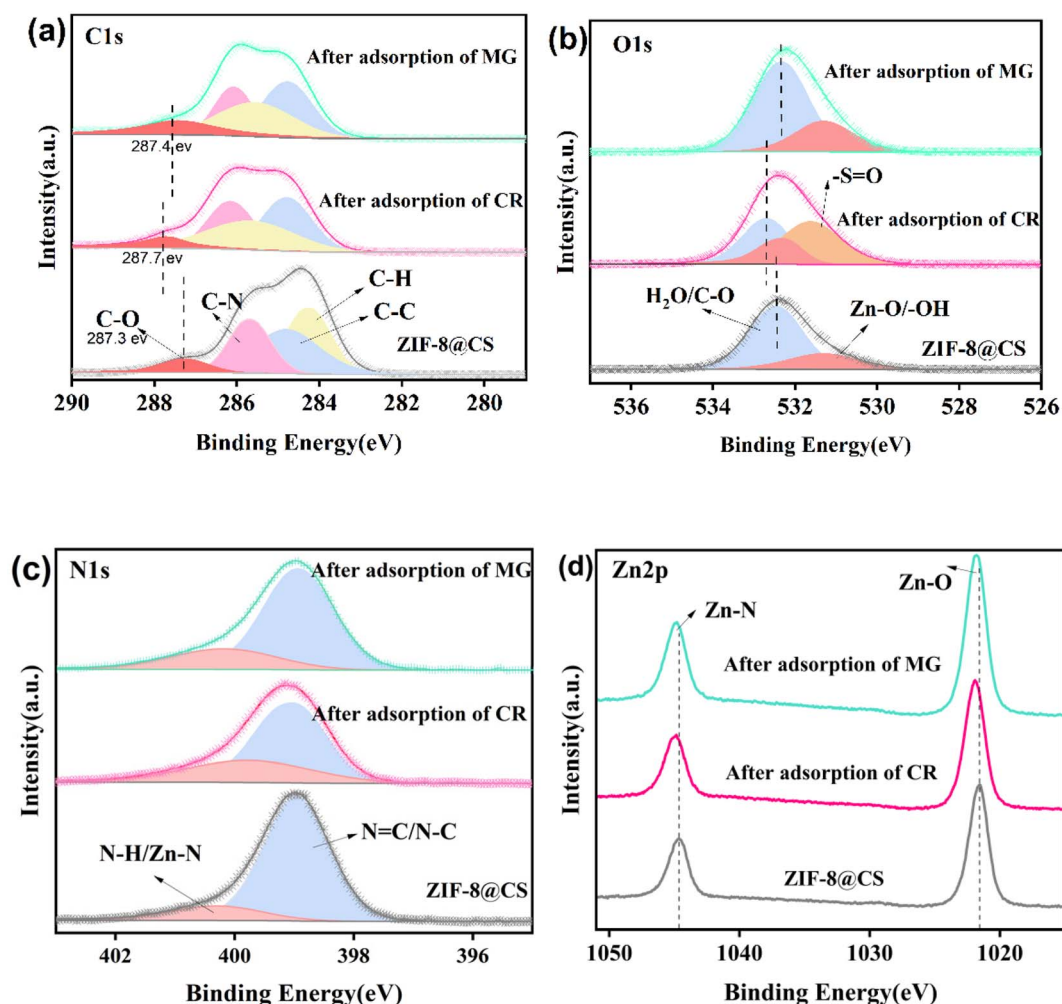 (a)
C1s
After adsorption of MG
287.4 ev
After adsorption of CR
287.7 ev
C-H
C-N
C-C
C-O
287.3 ev
ZIF-8@CS
290 288 286 284 282 280
Binding Energy(eV)
Intensity(a.u.)
(b)
O1s
After adsorption of MG
-S=O
After adsorption of CR
H₂O/C-O
Zn-O/-OH
ZIF-8@CS
536 534 532 530 528 526
Binding Energy(eV)
Intensity(a.u.)
(c)
N1s
After adsorption of MG
After adsorption of CR
N=C/N-C
N-H/Zn-N
ZIF-8@CS
402 400 398 396
Binding Energy(eV)
Intensity(a.u.)
(d)
Zn2p
Zn-O
Zn-N
After adsorption of MG
After adsorption of CR
ZIF-8@CS
1050 1040 1030 1020
Binding Energy(eV)
Intensity(a.u.)